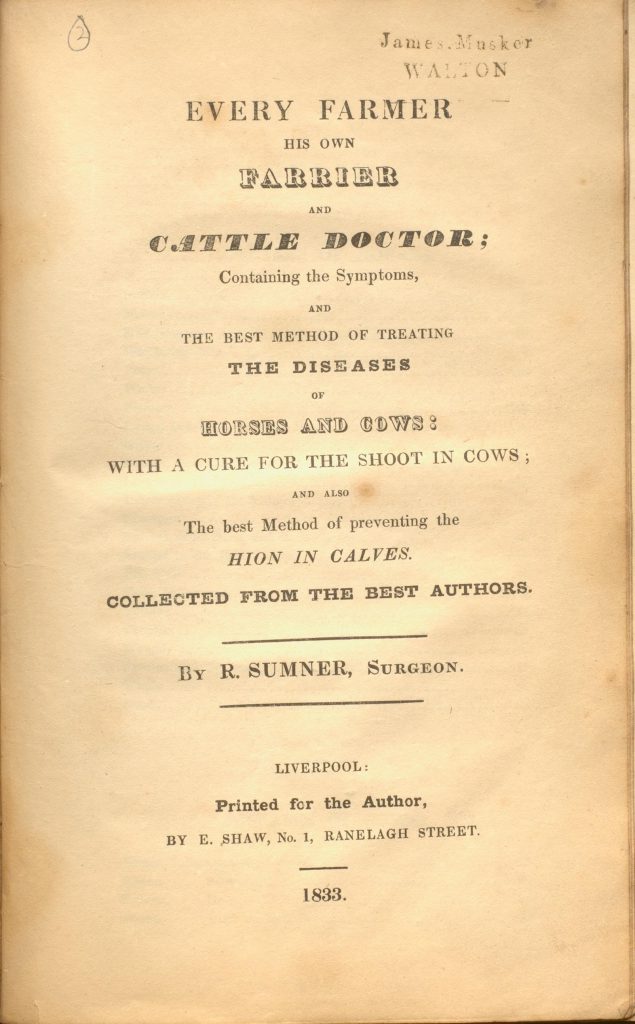 2
James Musker
WALTON
EVERY FARMER
HIS OWN
FARRIER
AND
CATTLE DOCTOR;
Containing the Symptoms,
AND
THE BEST METHOD OF TREATING
THE DISEASES
OF
HORSES AND COWS:
WITH A CURE FOR THE SHOOT IN COWS;
AND ALSO
The best Method of preventing the
HION IN CALVES.
COLLECTED FROM THE BEST AUTHORS.
BY R. SUMNER, SURGEON.
LIVERPOOL:
Printed for the Author,
BY E. SHAW, No. 1, RANELAGH STREET.
1833.